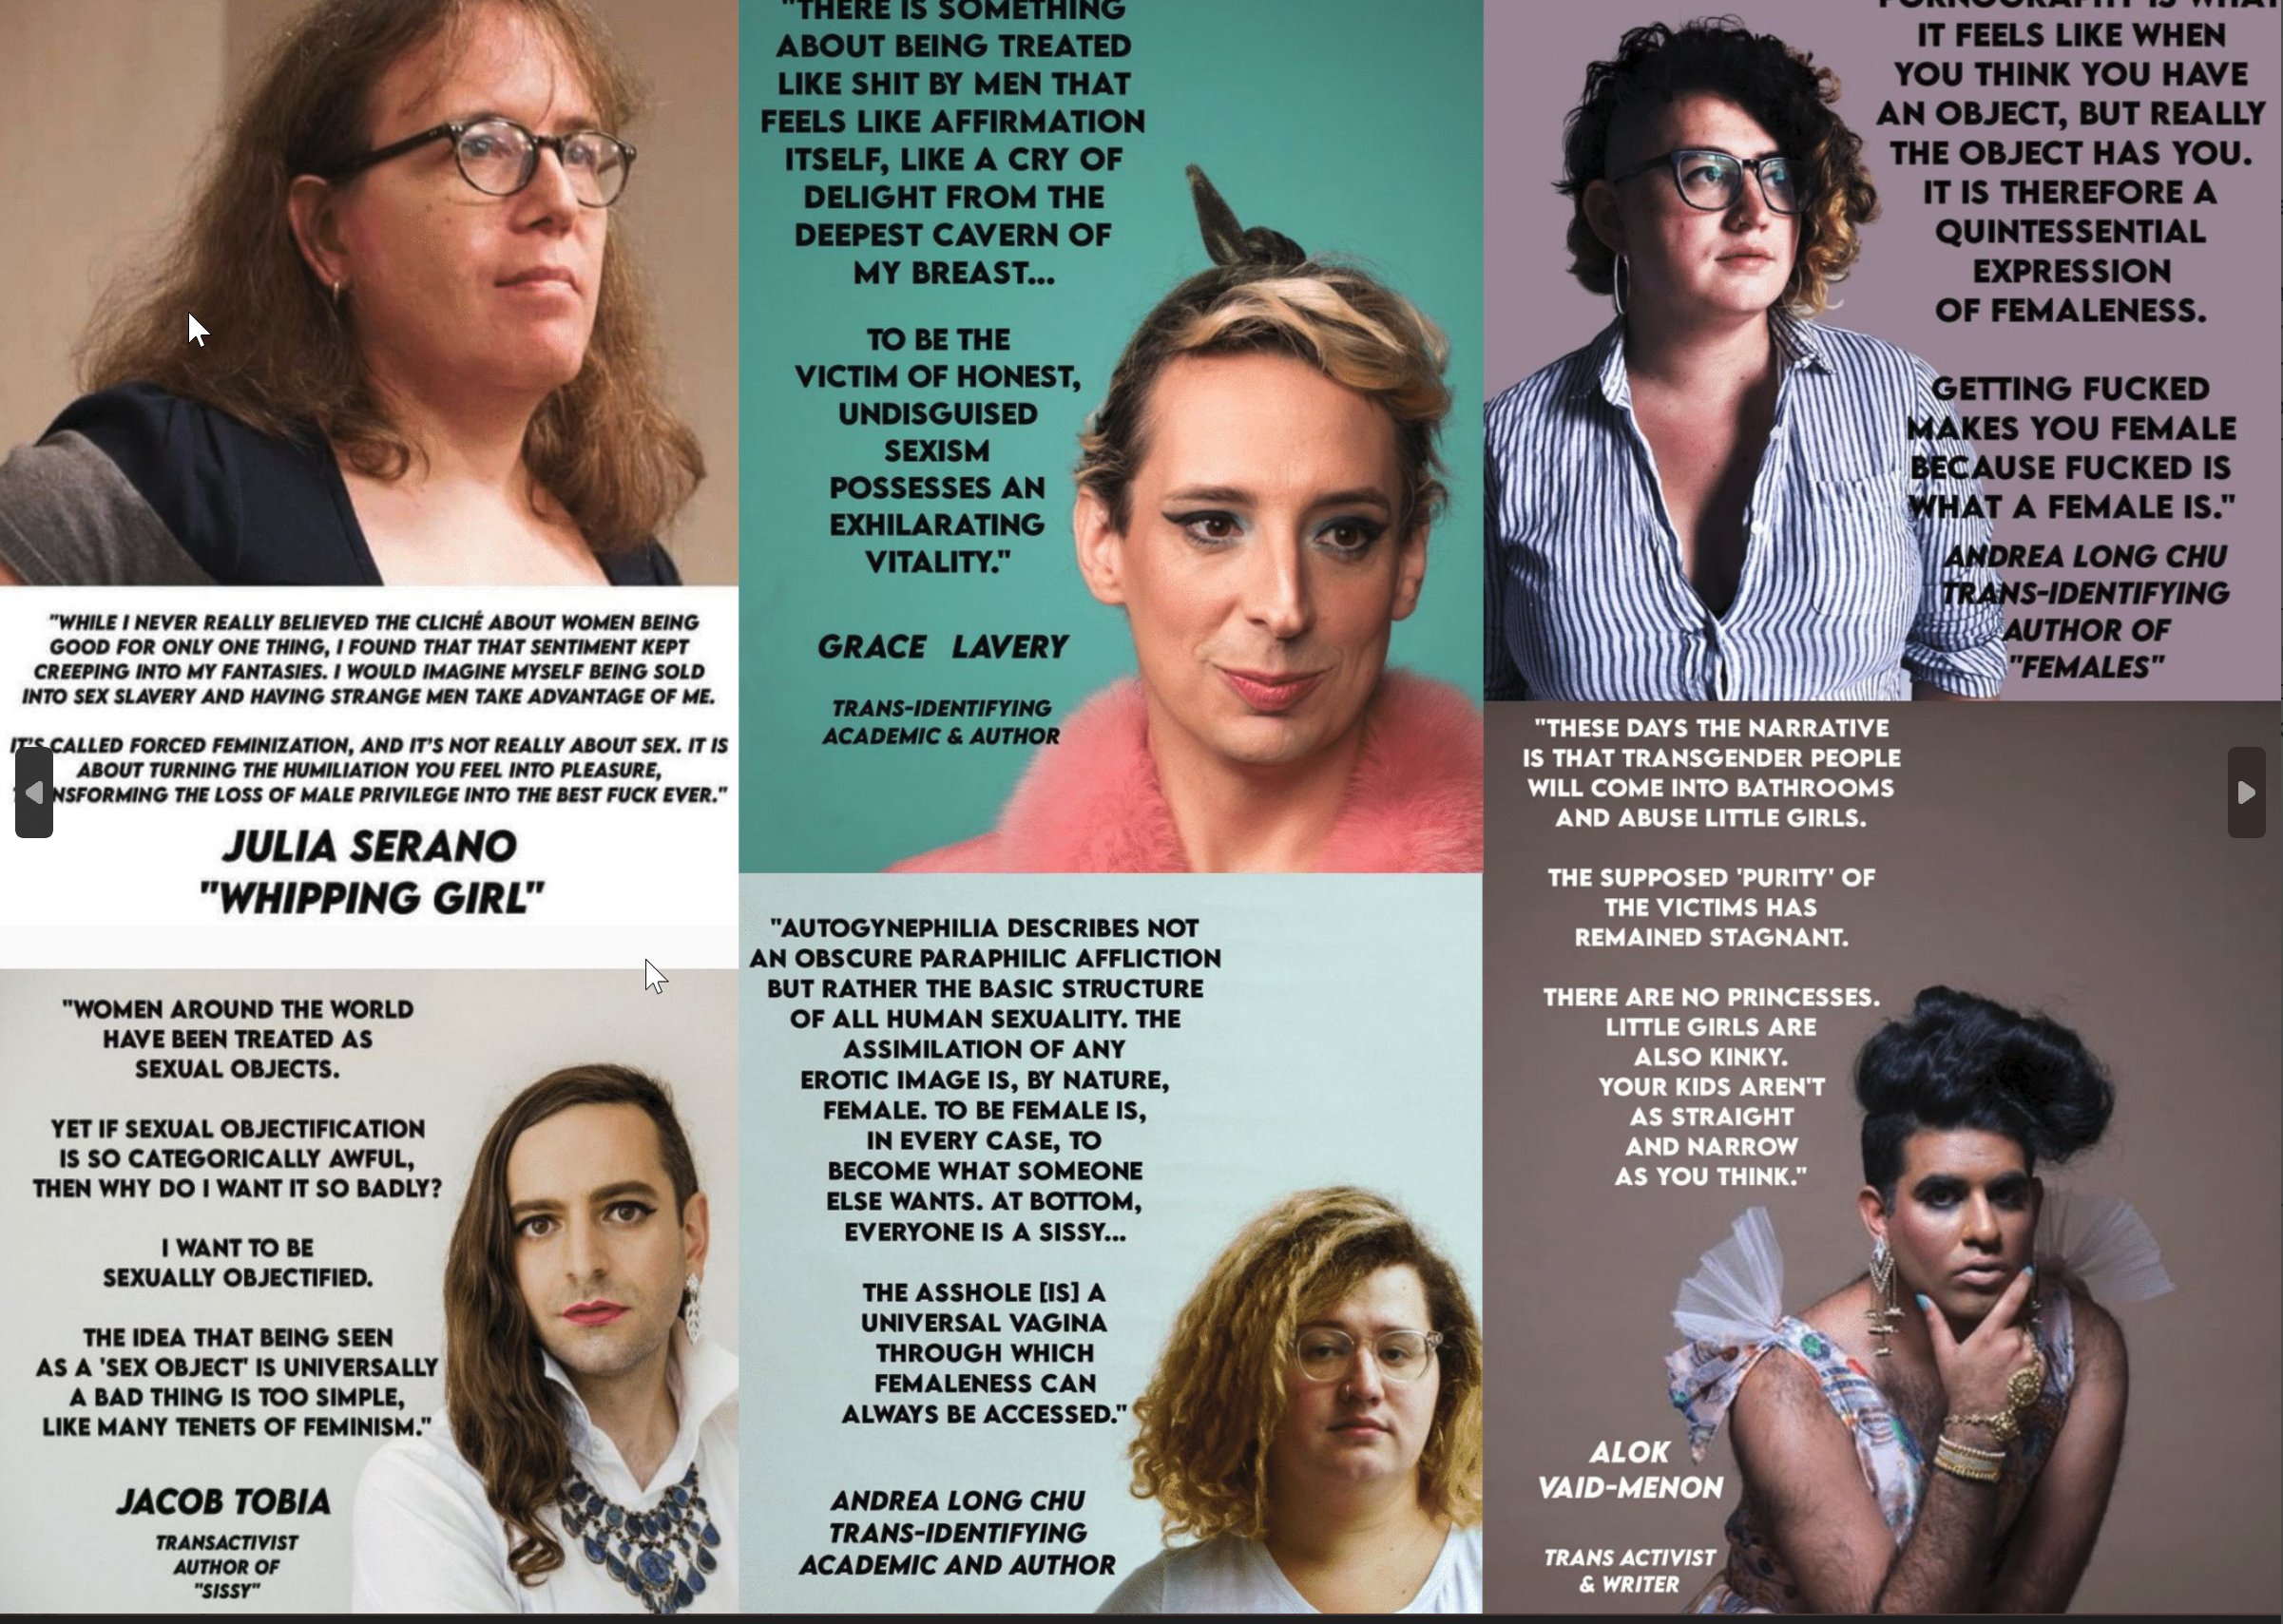 "WHILE I NEVER REALLY BELIEVED THE CLICHÉ ABOUT WOMEN BEING
GOOD FOR ONLY ONE THING, I FOUND THAT THAT SENTIMENT KEPT
CREEPING INTO MY FANTASIES. I WOULD IMAGINE MYSELF BEING SOLD
INTO SEX SLAVERY AND HAVING STRANGE MEN TAKE ADVANTAGE OF ME.
IT'S CALLED FORCED FEMINIZATION, AND IT'S NOT REALLY ABOUT SEX. IT IS
ABOUT TURNING THE HUMILIATION YOU FEEL INTO PLEASURE,
NSFORMING THE LOSS OF MALE PRIVILEGE INTO THE BEST FUCK EVER."
JULIA SERANO
"WHIPPING GIRL"
"WOMEN AROUND THE WORLD
HAVE BEEN TREATED AS
SEXUAL OBJECTS.
YET IF SEXUAL OBJECTIFICATION
IS SO CATEGORICALLY AWFUL,
THEN WHY DO I WANT IT SO BADLY?
I WANT TO BE
SEXUALLY OBJECTIFIED.
THE IDEA THAT BEING SEEN
AS A 'SEX OBJECT' IS UNIVERSALLY
A BAD THING IS TOO SIMPLE,
LIKE MANY TENETS OF FEMINISM."
JACOB TOBIA
TRANSACTIVIST
AUTHOR OF
"SISSY"
"THERE IS SOMETHING
ABOUT BEING TREATED
LIKE SHIT BY MEN THAT
FEELS LIKE AFFIRMATION
ITSELF, LIKE A CRY OF
DELIGHT FROM THE
DEEPEST CAVERN OF
MY BREAST...
TO BE THE
VICTIM OF HONEST,
UNDISGUISED
SEXISM
POSSESSES AN
EXHILARATING
VITALITY."
GRACE LAVERY
TRANS-IDENTIFYING
ACADEMIC & AUTHOR
"AUTOGYNEPHILIA DESCRIBES NOT
AN OBSCURE PARAPHILIC AFFLICTION
BUT RATHER THE BASIC STRUCTURE
OF ALL HUMAN SEXUALITY. THE
ASSIMILATION OF ANY
EROTIC IMAGE IS, BY NATURE,
FEMALE. TO BE FEMALE IS,
IN EVERY CASE, TO
BECOME WHAT SOMEONE
ELSE WANTS. AT BOTTOM,
EVERYONE IS A SISSY...
THE ASSHOLE [IS] A
UNIVERSAL VAGINA
THROUGH WHICH
FEMALENESS CAN
ALWAYS BE ACCESSED."
ANDREA LONG CHU
TRANS-IDENTIFYING
ACADEMIC AND AUTHOR
PORNOGRAPHY IS WHAT
IT FEELS LIKE WHEN
YOU THINK YOU HAVE
AN OBJECT, BUT REALLY
THE OBJECT HAS YOU.
IT IS THEREFORE A
QUINTESSENTIAL
EXPRESSION
OF FEMALENESS.
GETTING FUCKED
MAKES YOU FEMALE
BECAUSE FUCKED IS
WHAT A FEMALE IS."
ANDREA LONG CHU
TRANS-IDENTIFYING
AUTHOR OF
"FEMALES"
"THESE DAYS THE NARRATIVE
IS THAT TRANSGENDER PEOPLE
WILL COME INTO BATHROOMS
AND ABUSE LITTLE GIRLS.
THE SUPPOSED 'PURITY' OF
THE VICTIMS HAS
REMAINED STAGNANT.
THERE ARE NO PRINCESSES.
LITTLE GIRLS ARE
ALSO KINKY.
YOUR KIDS AREN'T
AS STRAIGHT
AND NARROW
AS YOU THINK."
ALOK
VAID-MENON
TRANS ACTIVIST
& WRITER